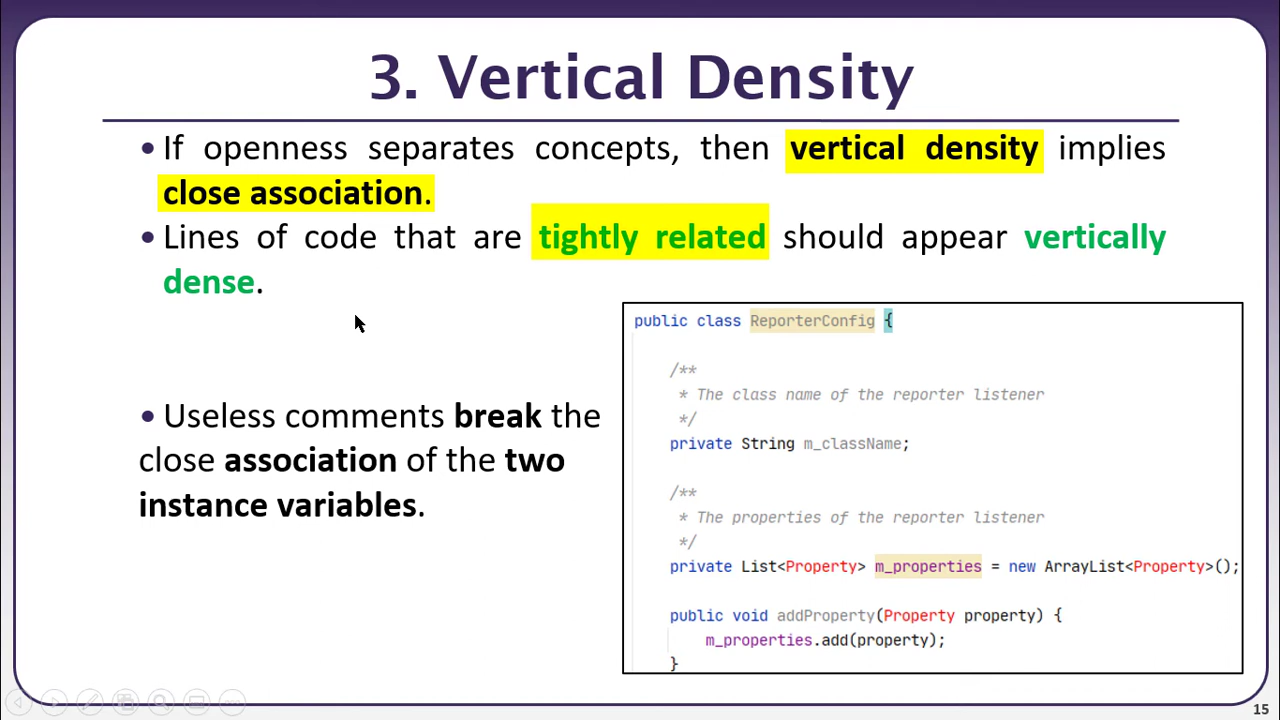 3. Vertical Density
• If openness separates concepts, then vertical density implies
close association.
• Lines of code that are tightly related should appear vertically
dense.
• Useless comments break the
close association of the two
instance variables.
public class ReporterConfig {
/**
* The class name of the reporter listener
*/
private String m_className;
/**
* The properties of the reporter listener
*/
private List<Property> m_properties = new ArrayList<Property>();
public void addProperty(Property property) {
m_properties.add(property);
}
15